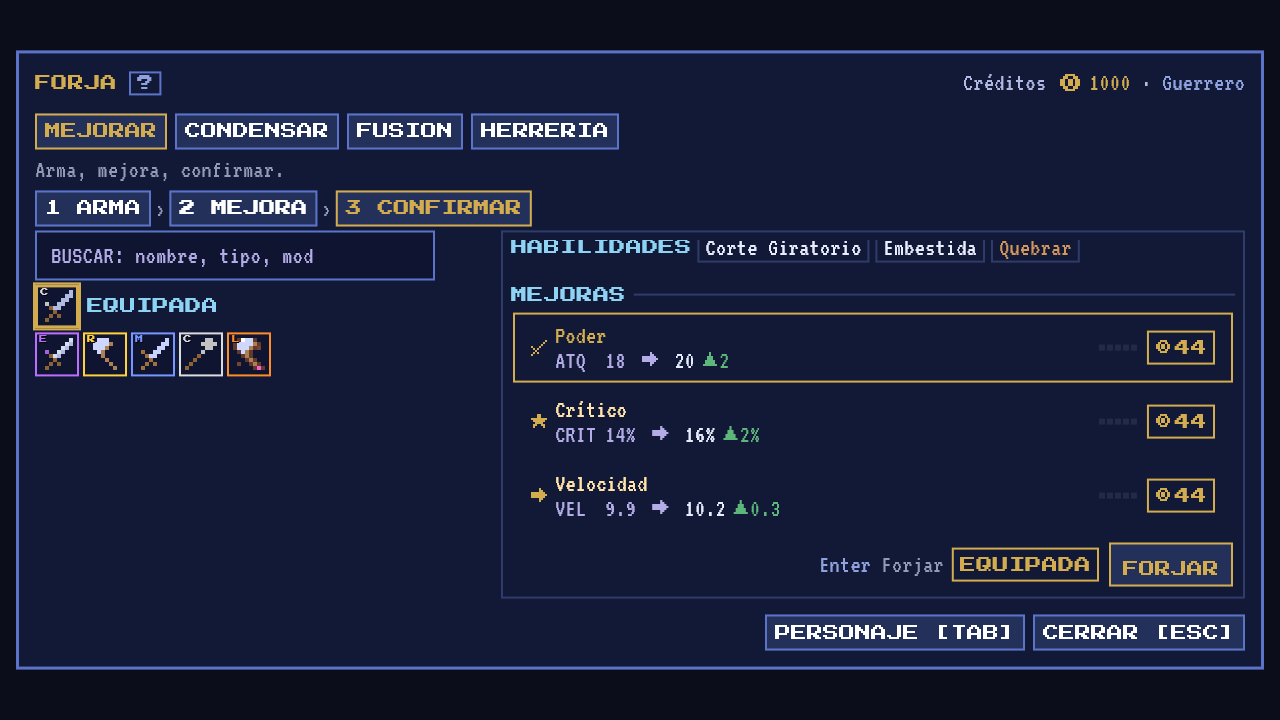 FORJA ? Créditos 1000 · Guerrero
MEJORAR CONDENSAR FUSION HERRERIA
Arma, mejora, confirmar.
1 ARMA › 2 MEJORA › 3 CONFIRMAR
BUSCAR: nombre, tipo, mod
C EQUIPADA
E R M C L
HABILIDADES Corte Giratorio Embestida Quebrar
MEJORAS
Poder
ATQ 18 20 2
44
Crítico
CRIT 14% 16% 2%
44
Velocidad
VEL 9.9 10.2 0.3
44
Enter Forjar EQUIPADA FORJAR
PERSONAJE [TAB] CERRAR [ESC]